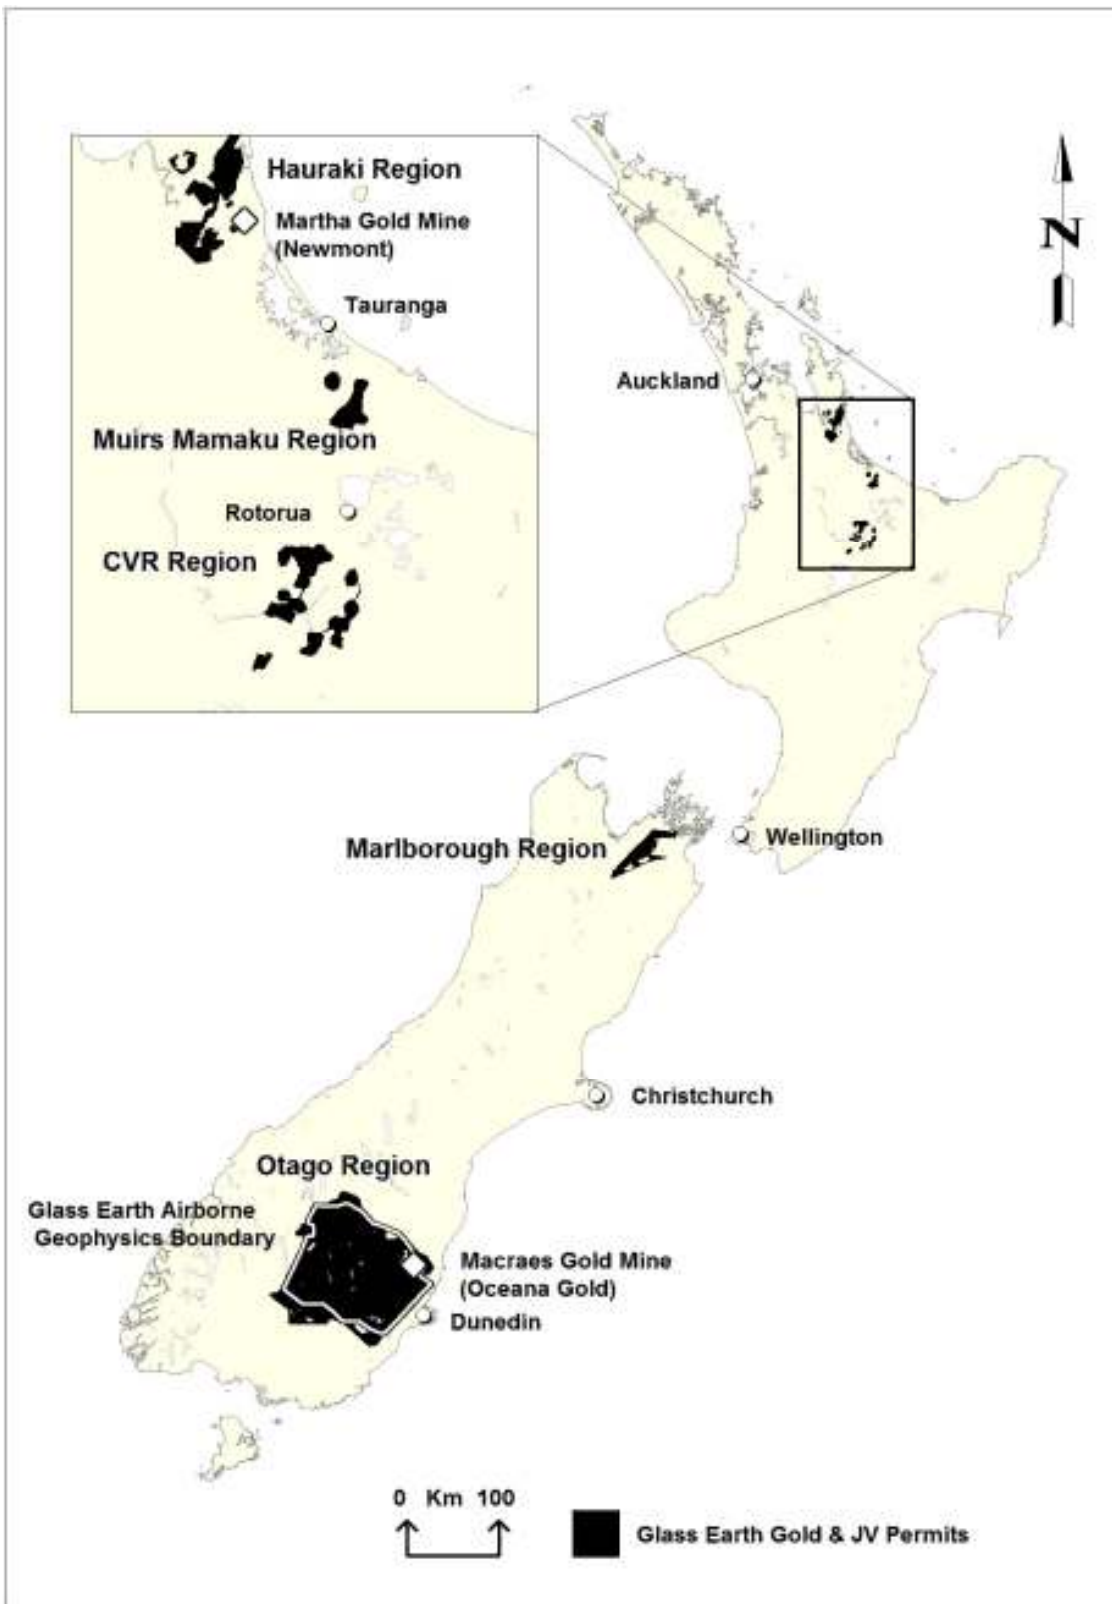 Hauraki Region
Martha Gold Mine
(Newmont)
Tauranga
N
Auckland
Muirs Mamaku Region
Rotorua
CVR Region
Marlborough Region
Wellington
Christchurch
Otago Region
Glass Earth Airborne
Geophysics Boundary
Macraes Gold Mine
(Oceana Gold)
Dunedin
0 Km 100
Glass Earth Gold & JV Permits